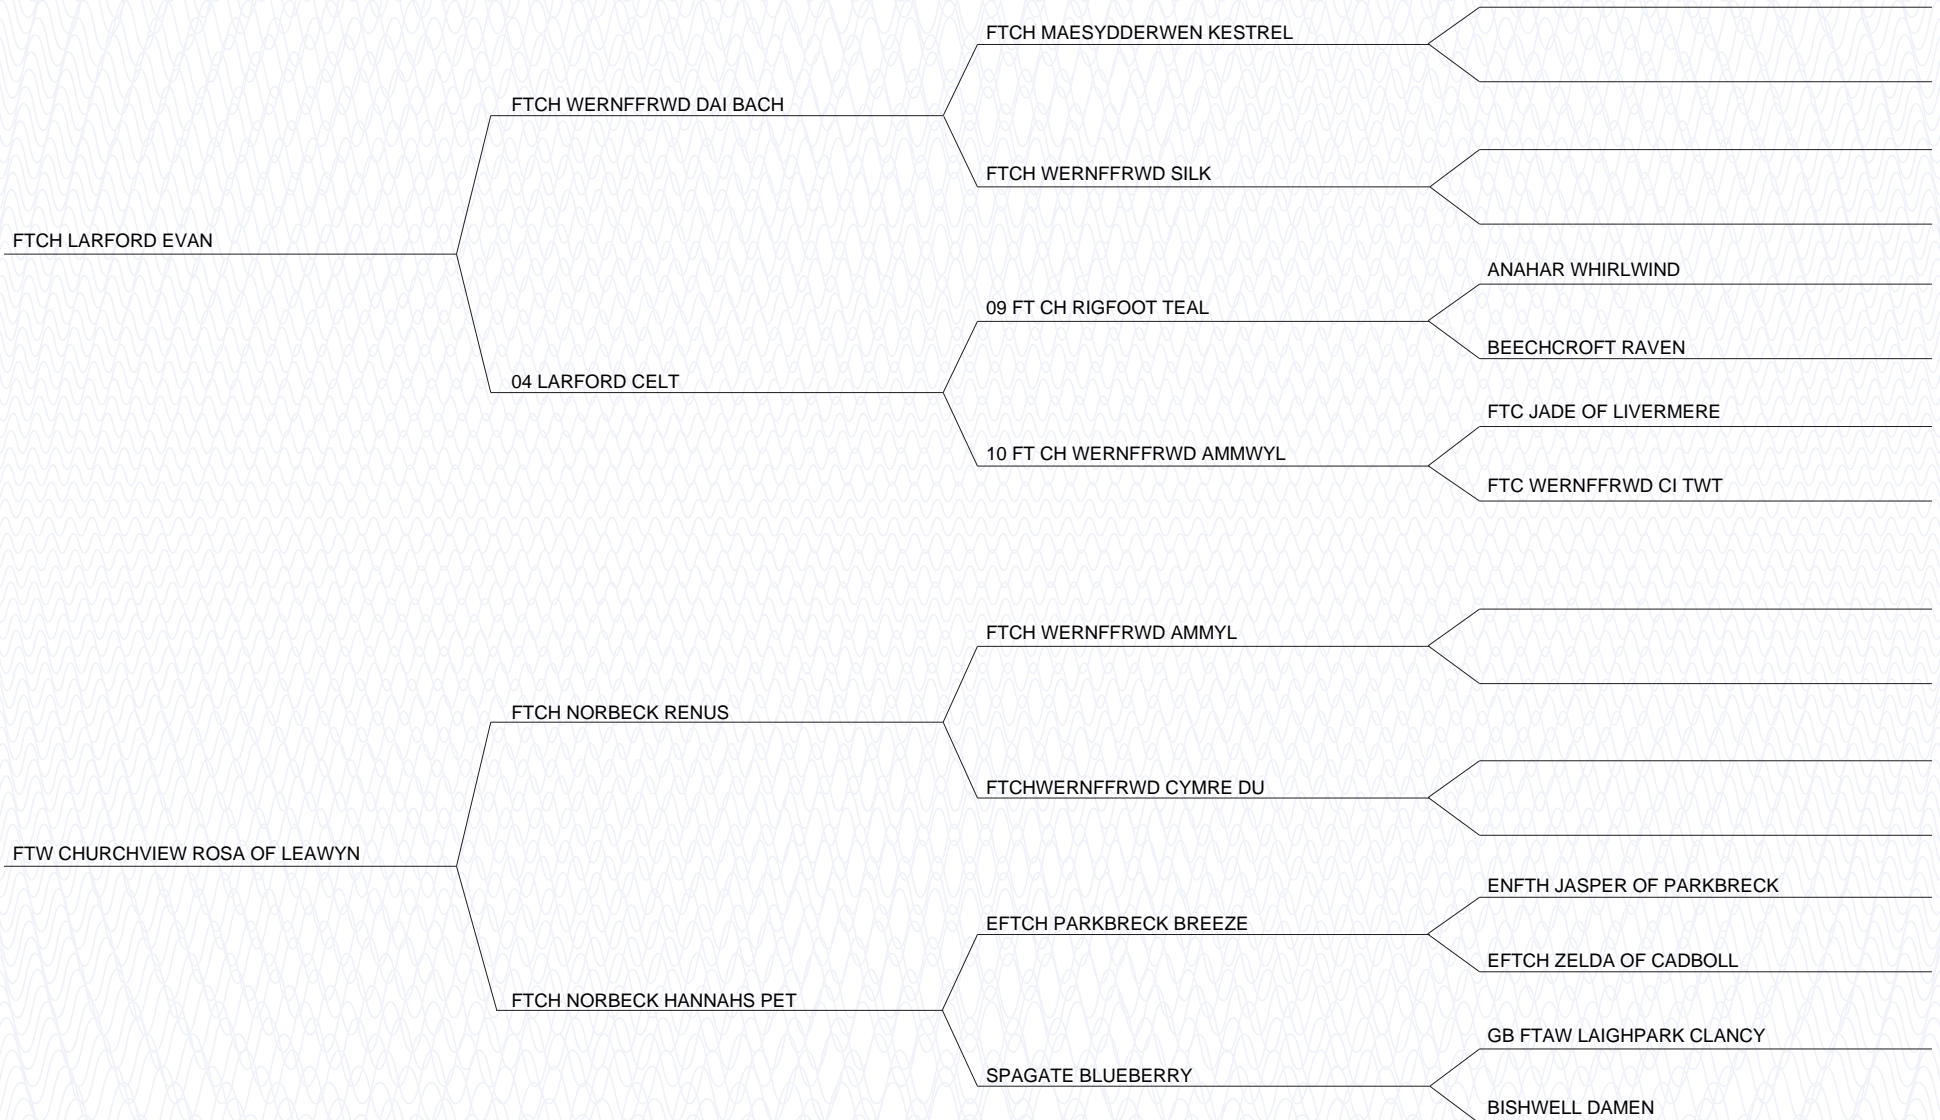 FTCH MAESYDDERWEN KESTREL
FTCH WERNFFRWD DAI BACH
FTCH WERNFFRWD SILK
FTCH LARFORD EVAN
ANAHAR WHIRLWIND
09 FT CH RIGFOOT TEAL
BEECHCROFT RAVEN
04 LARFORD CELT
FTC JADE OF LIVERMERE
10 FT CH WERNFFRWD AMMWYL
FTC WERNFFRWD CI TWT
FTCH WERNFFRWD AMMYL
FTCH NORBECK RENUS
FTCHWERNFFRWD CYMRE DU
FTW CHURCHVIEW ROSA OF LEAWYN
ENFTH JASPER OF PARKBRECK
EFTCH PARKBRECK BREEZE
EFTCH ZELDA OF CADBOLL
FTCH NORBECK HANNAHS PET
GB FTAW LAIGHPARK CLANCY
SPAGATE BLUEBERRY
BISHWELL DAMEN